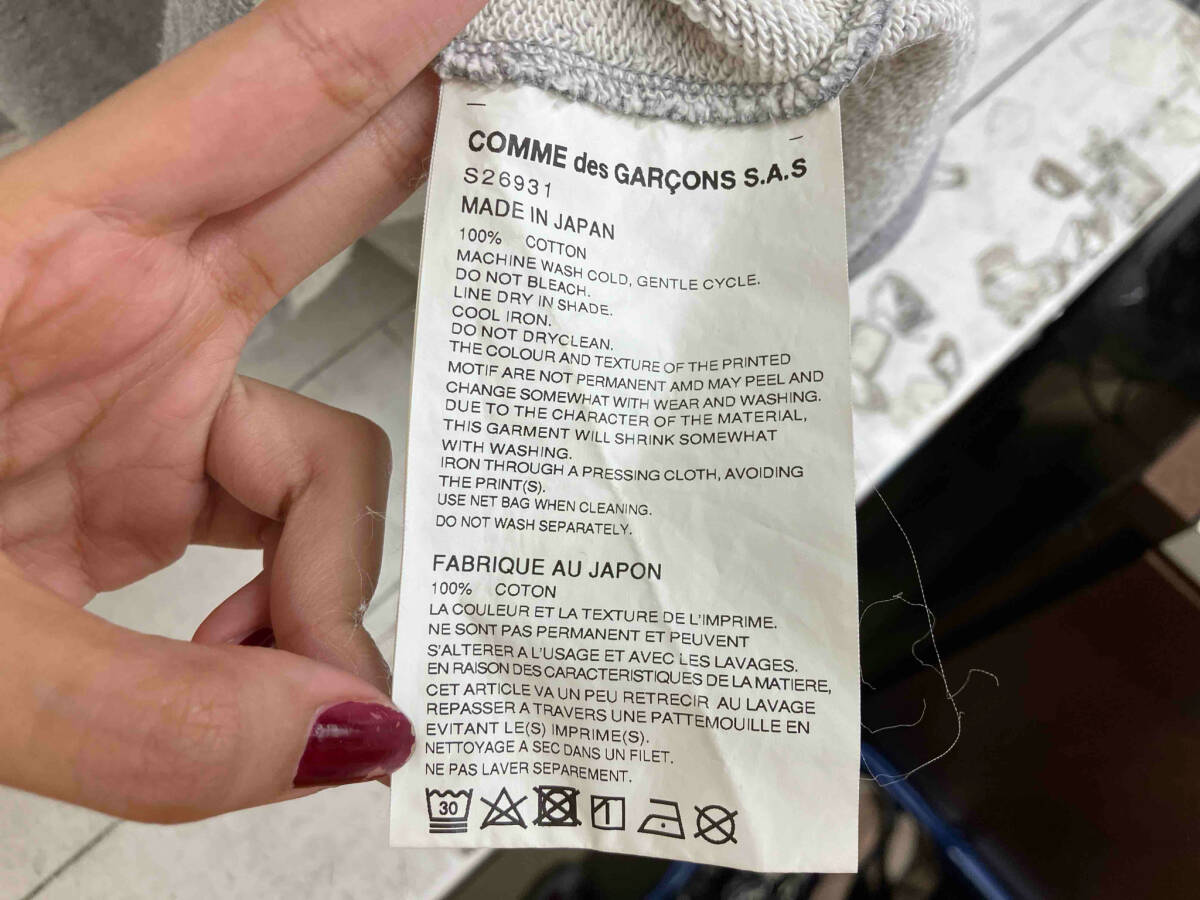 COMME des GARÇONS S.A.S
S26931
MADE IN JAPAN
100% COTTON
MACHINE WASH COLD, GENTLE CYCLE.
DO NOT BLEACH.
LINE DRY IN SHADE.
COOL IRON.
DO NOT DRYCLEAN.
THE COLOUR AND TEXTURE OF THE PRINTED
MOTIF ARE NOT PERMANENT AMD MAY PEEL AND
CHANGE SOMEWHAT WITH WEAR AND WASHING.
DUE TO THE CHARACTER OF THE MATERIAL,
THIS GARMENT WILL SHRINK SOMEWHAT
WITH WASHING.
IRON THROUGH A PRESSING CLOTH, AVOIDING
THE PRINT(S).
USE NET BAG WHEN CLEANING.
DO NOT WASH SEPARATELY.
FABRIQUE AU JAPON
100% COTON
LA COULEUR ET LA TEXTURE DE L'IMPRIME.
NE SONT PAS PERMANENT ET PEUVENT
S'ALTERER A L'USAGE ET AVEC LES LAVAGES.
EN RAISON DES CARACTERISTIQUES DE LA MATIERE,
CET ARTICLE VA UN PEU RETRECIR AU LAVAGE
REPASSER A TRAVERS UNE PATTEMOUILLE EN
EVITANT LE(S) IMPRIME(S).
NETTOYAGE A SEC DANS UN FILET.
NE PAS LAVER SEPAREMENT.
30